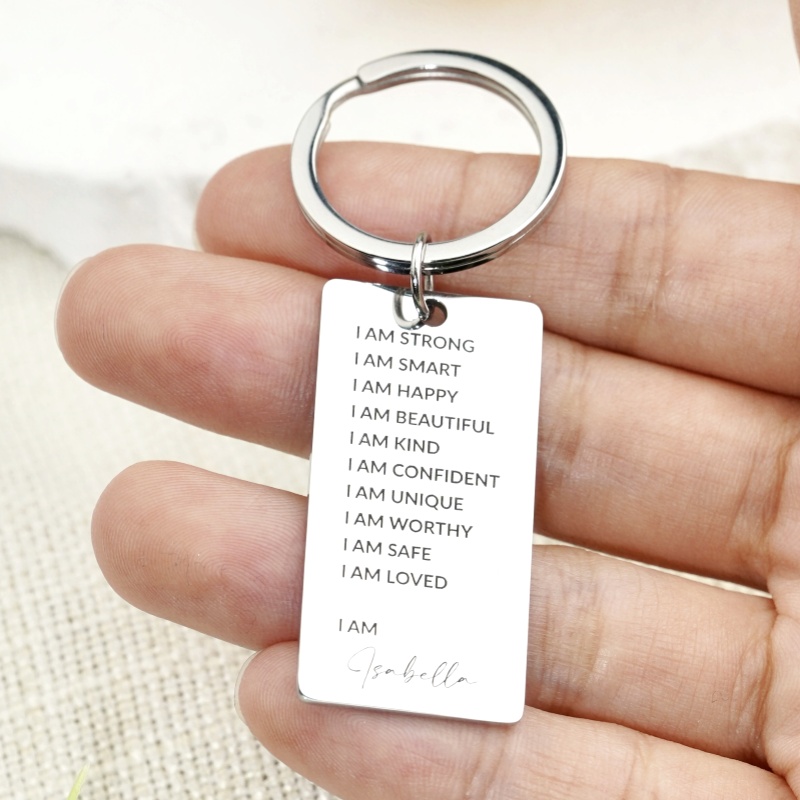 I AM STRONG
I AM SMART
I AM HAPPY
I AM BEAUTIFUL
I AM KIND
I AM CONFIDENT
I AM UNIQUE
I AM WORTHY
I AM SAFE
I AM LOVED
I AM
Isabella